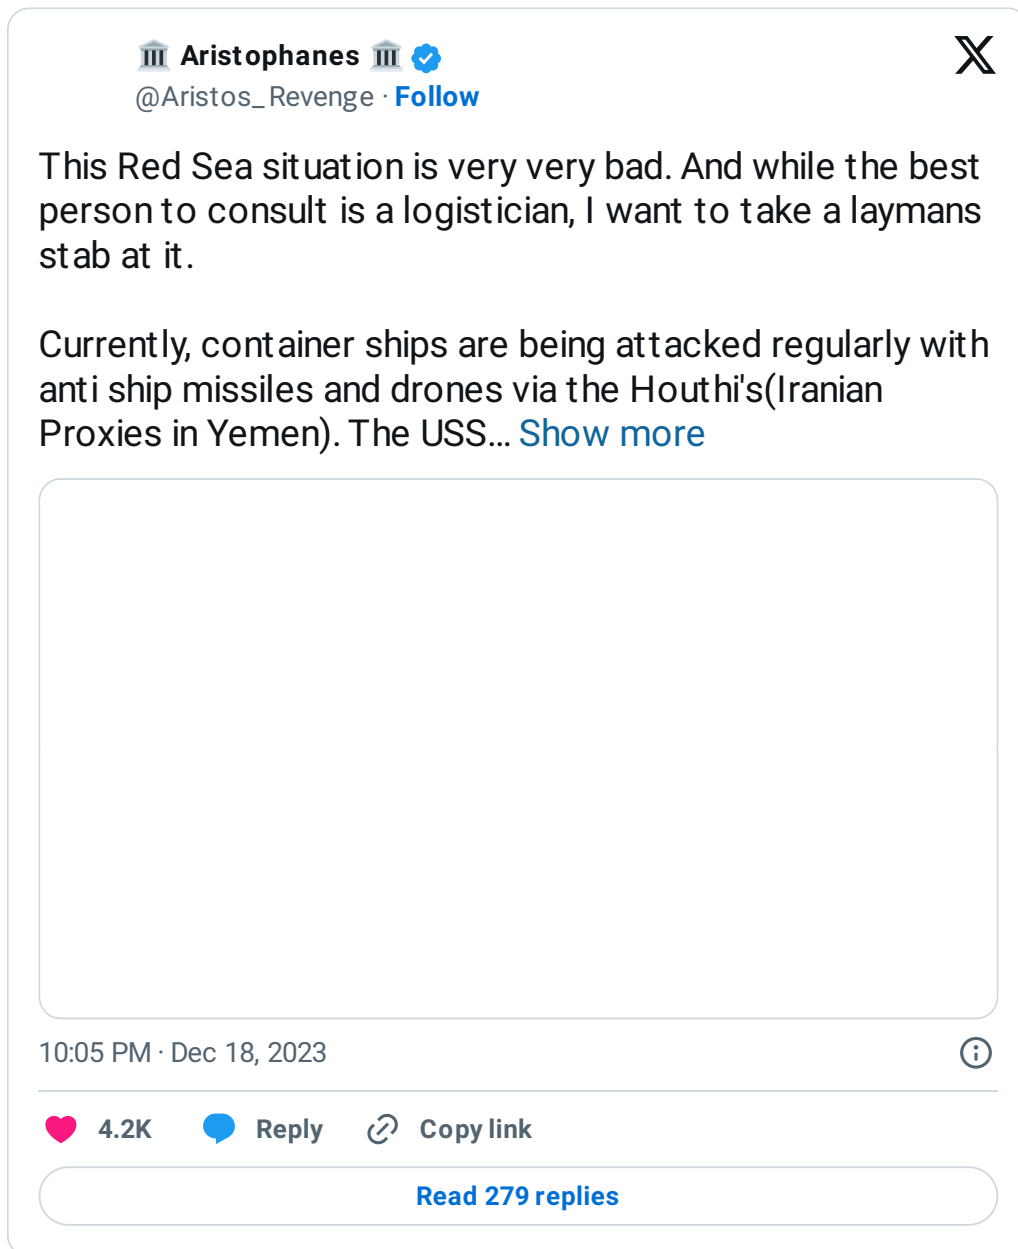 🏛 Aristophanes 🏛
@Aristos_Revenge · Follow
This Red Sea situation is very very bad. And while the best
person to consult is a logistician, I want to take a laymans
stab at it.
Currently, container ships are being attacked regularly with
anti ship missiles and drones via the Houthi's(Iranian
Proxies in Yemen). The USS... Show more
10:05 PM · Dec 18, 2023
4.2K Reply Copy link
Read 279 replies